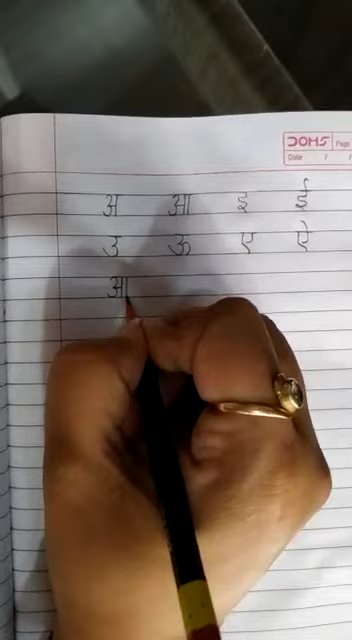 DOMS Page
Date / /
अ आ इ ई
उ ऊ ए ऐ
आ